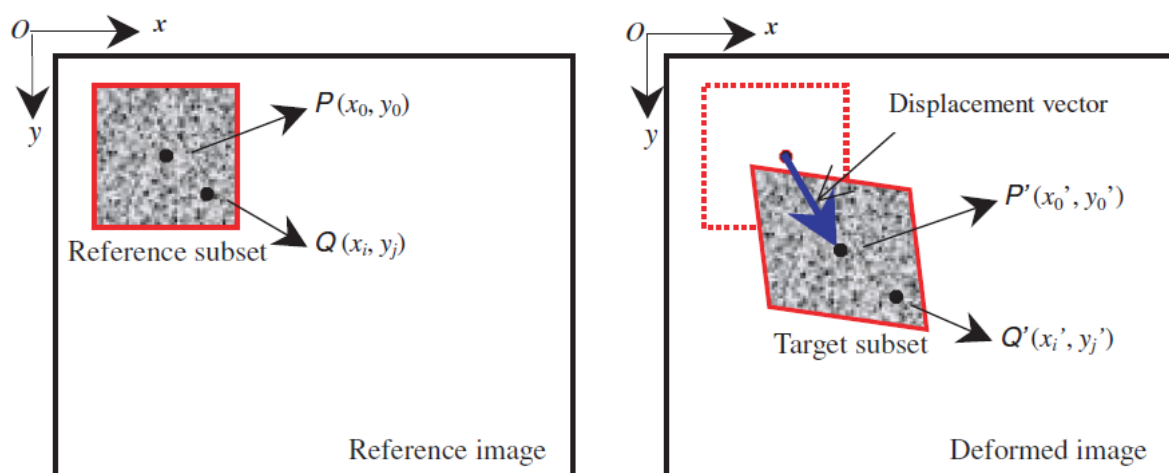 O x
y
P(x₀, y₀)
Q(xᵢ, yⱼ)
Reference subset
Reference image
O x
y
Displacement vector
P'(x₀', y₀')
Q'(xᵢ', yⱼ')
Target subset
Deformed image